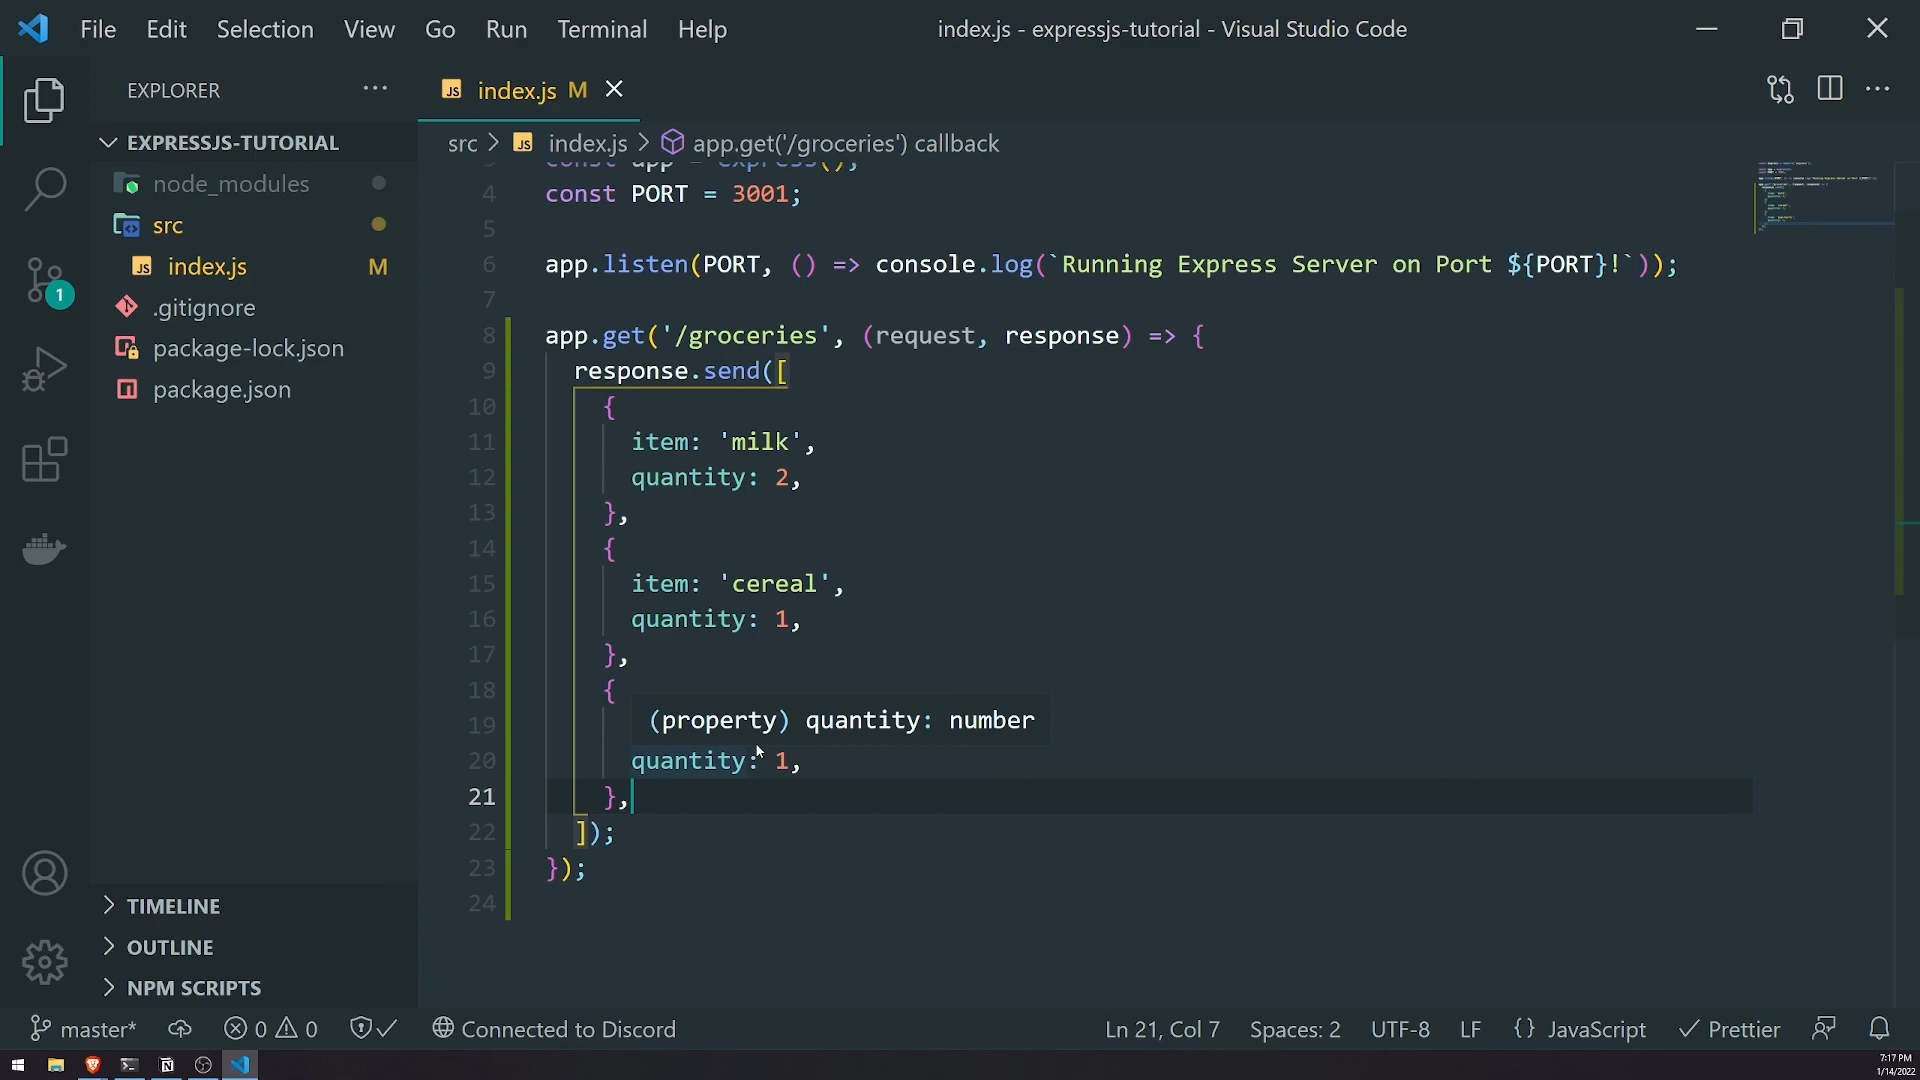 File Edit Selection View Go Run Terminal Help
index.js - expressjs-tutorial - Visual Studio Code
EXPLORER
index.js M
EXPRESSJS-TUTORIAL
src > index.js > app.get('/groceries') callback
node_modules
src
index.js M
.gitignore
package-lock.json
package.json
1
3 const app = express();
4 const PORT = 3001;
5
6 app.listen(PORT, () => console.log(`Running Express Server on Port ${PORT}!`));
7
8 app.get('/groceries', (request, response) => {
9 response.send([
10 {
11 item: 'milk',
12 quantity: 2,
13 },
14 {
15 item: 'cereal',
16 quantity: 1,
17 },
18 {
19 (property) quantity: number
20 quantity: 1,
21 },
22 ]);
23 });
24
TIMELINE
OUTLINE
NPM SCRIPTS
master* 0 0 Connected to Discord Ln 21, Col 7 Spaces: 2 UTF-8 LF {} JavaScript Prettier
7:17 PM
1/14/2022